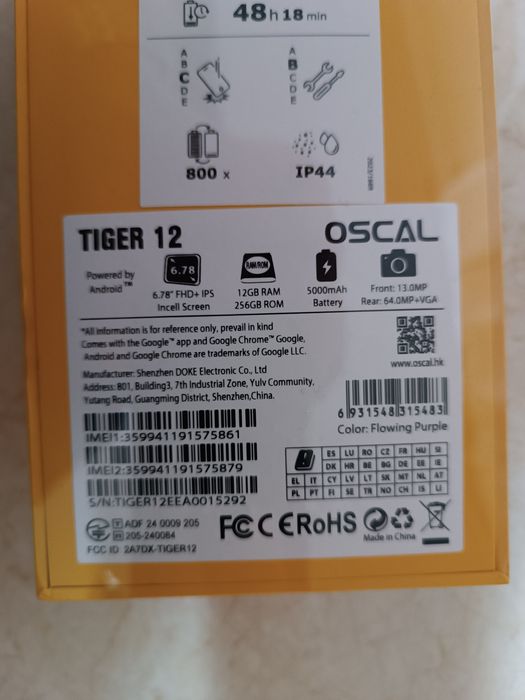 48 h 18 min
A
B
C
D
E
A
B
C
D
E
800 x
IP44
2023/1669
TIGER 12
OSCAL
Powered by
Android™
6.78
6.78" FHD+ IPS
Incell Screen
RAM/ROM
12GB RAM
256GB ROM
5000mAh
Battery
Front: 13.0MP
Rear: 64.0MP+VGA
*All information is for reference only, prevail in kind
Comes with the Google™ app and Google Chrome™ Google,
Android and Google Chrome are trademarks of Google LLC.
www.oscal.hk
Manufacturer: Shenzhen DOKE Electronic Co., Ltd
Address: 801, Building3, 7th Industrial Zone, Yulv Community,
Yutang Road, Guangming District, Shenzhen,China.
6 931548 315483
Color: Flowing Purple
IMEI1:359941191575861
IMEI2:359941191575879
S/N:TIGER12EEA0015292
ES LU RO CZ FR HU SI
DK HR BE BG DE EE IE
EL IT CY LV LT SK MT NL AT
PL PT FI SE TR NO CH IS LI
T ADF 24 0009 205
R 205-240084
FCC ID: 2A7DX-TIGER12
FC CE RoHS
Made in China